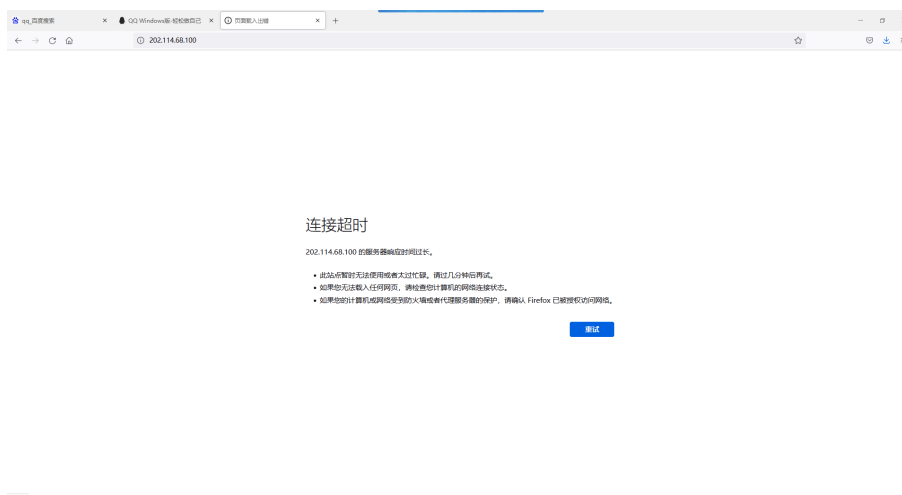 qq_百度搜索
QQ Windows版-轻松做自己
页面载入出错
202.114.68.100
连接超时
202.114.68.100 的服务器响应时间过长。
此站点暂时无法使用或者太过忙碌。请过几分钟后再试。
如果您无法载入任何网页，请检查您计算机的网络连接状态。
如果您的计算机或网络受到防火墙或者代理服务器的保护，请确认 Firefox 已被授权访问网络。
重试